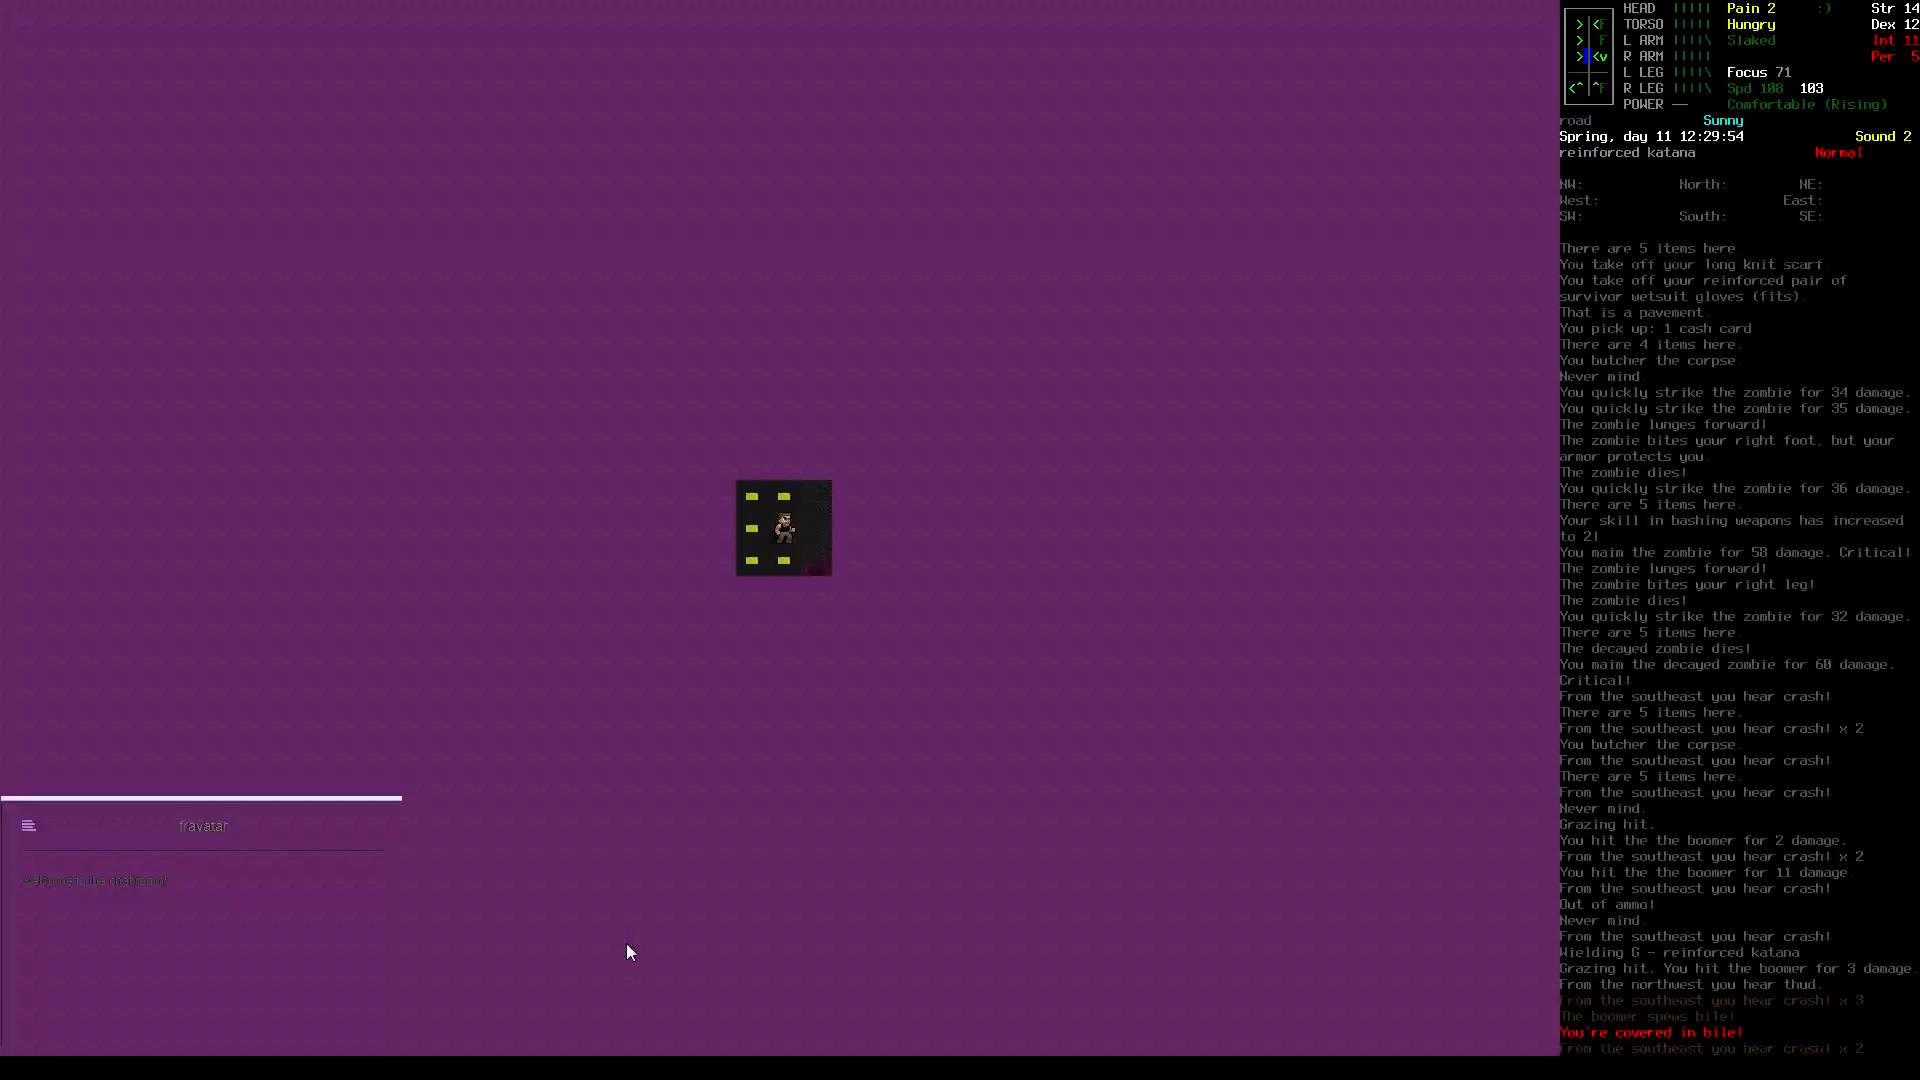 HEAD ||||| Pain 2 :) Str 14
TORSO ||||| Hungry Dex 12
L ARM ||||\ Slaked Int 11
R ARM ||||| Per 5
L LEG ||||\ Focus 71
R LEG ||||\ Spd 108 103
POWER -- Comfortable (Rising)
road Sunny
Spring, day 11 12:29:54 Sound 2
reinforced katana Normal
NW: North: NE:
West: East:
SW: South: SE:
There are 5 items here
You take off your long knit scarf
You take off your reinforced pair of
survivor wetsuit gloves (fits).
That is a pavement.
You pick up: 1 cash card
There are 4 items here.
You butcher the corpse.
Never mind.
You quickly strike the zombie for 34 damage.
You quickly strike the zombie for 35 damage.
The zombie lunges forward!
The zombie bites your right foot, but your
armor protects you.
The zombie dies!
You quickly strike the zombie for 36 damage.
There are 5 items here.
Your skill in bashing weapons has increased
to 2!
You maim the zombie for 58 damage. Critical!
The zombie lunges forward!
The zombie bites your right leg!
The zombie dies!
You quickly strike the zombie for 32 damage.
There are 5 items here.
The decayed zombie dies!
You maim the decayed zombie for 60 damage.
Critical!
From the southeast you hear crash!
There are 5 items here.
From the southeast you hear crash! x 2
You butcher the corpse.
From the southeast you hear crash!
There are 5 items here.
From the southeast you hear crash!
Never mind.
Grazing hit.
You hit the the boomer for 2 damage.
From the southeast you hear crash! x 2
You hit the the boomer for 11 damage.
From the southeast you hear crash!
Out of ammo!
Never mind.
From the southeast you hear crash!
Wielding G - reinforced katana
Grazing hit. You hit the boomer for 3 damage.
From the northwest you hear thud.
From the southeast you hear crash! x 3
The boomer spews bile!
You're covered in bile!
From the southeast you hear crash! x 2
fravatar
Welcome to the chat room!